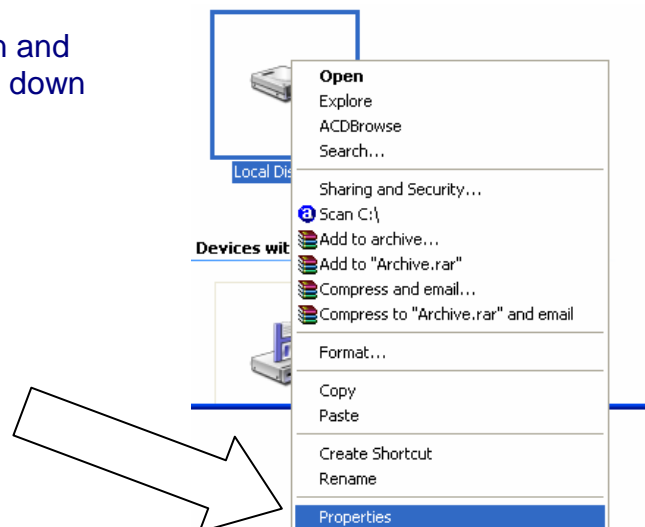 n and
down
Open
Explore
ACDBrowse
Search...
Local Dis
Sharing and Security...
a Scan C:\
Devices wit
Add to archive...
Add to "Archive.rar"
Compress and email...
Compress to "Archive.rar" and email
Format...
Copy
Paste
Create Shortcut
Rename
Properties